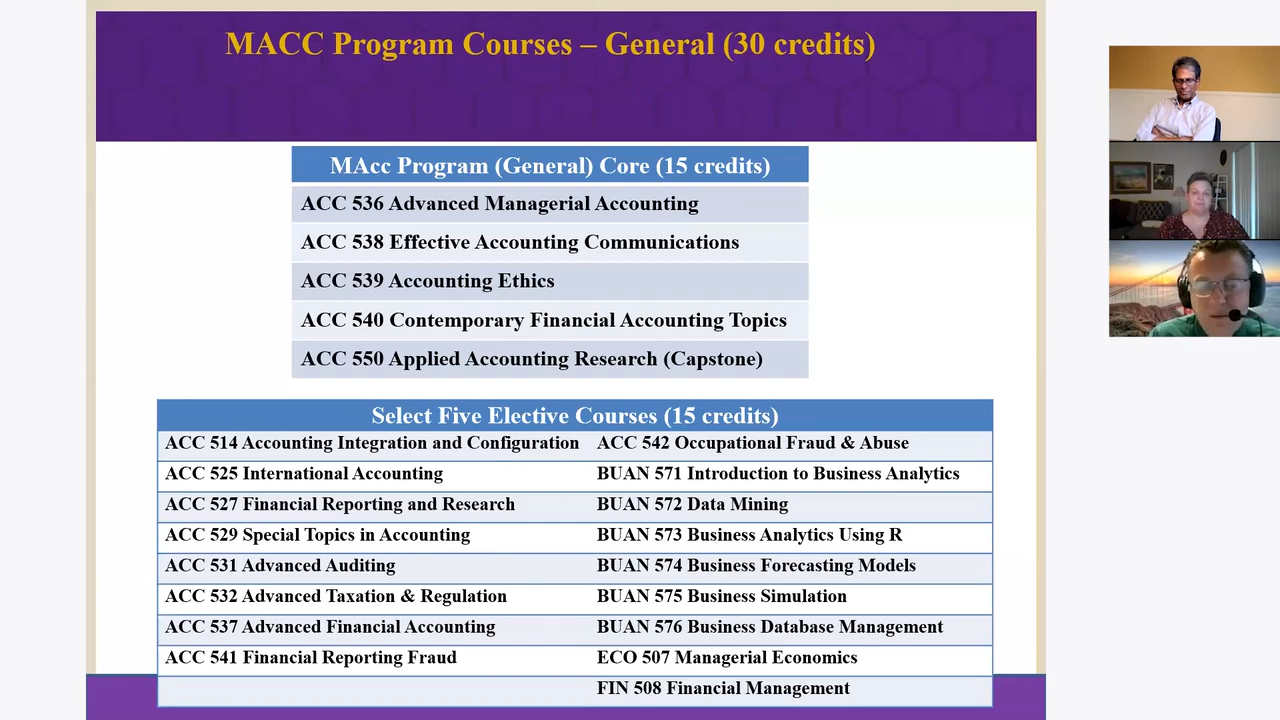 MACC Program Courses – General (30 credits)
MAcc Program (General) Core (15 credits)
ACC 536 Advanced Managerial Accounting
ACC 538 Effective Accounting Communications
ACC 539 Accounting Ethics
ACC 540 Contemporary Financial Accounting Topics
ACC 550 Applied Accounting Research (Capstone)
Select Five Elective Courses (15 credits)
ACC 514 Accounting Integration and Configuration ACC 542 Occupational Fraud & Abuse
ACC 525 International Accounting BUAN 571 Introduction to Business Analytics
ACC 527 Financial Reporting and Research BUAN 572 Data Mining
ACC 529 Special Topics in Accounting BUAN 573 Business Analytics Using R
ACC 531 Advanced Auditing BUAN 574 Business Forecasting Models
ACC 532 Advanced Taxation & Regulation BUAN 575 Business Simulation
ACC 537 Advanced Financial Accounting BUAN 576 Business Database Management
ACC 541 Financial Reporting Fraud ECO 507 Managerial Economics
FIN 508 Financial Management